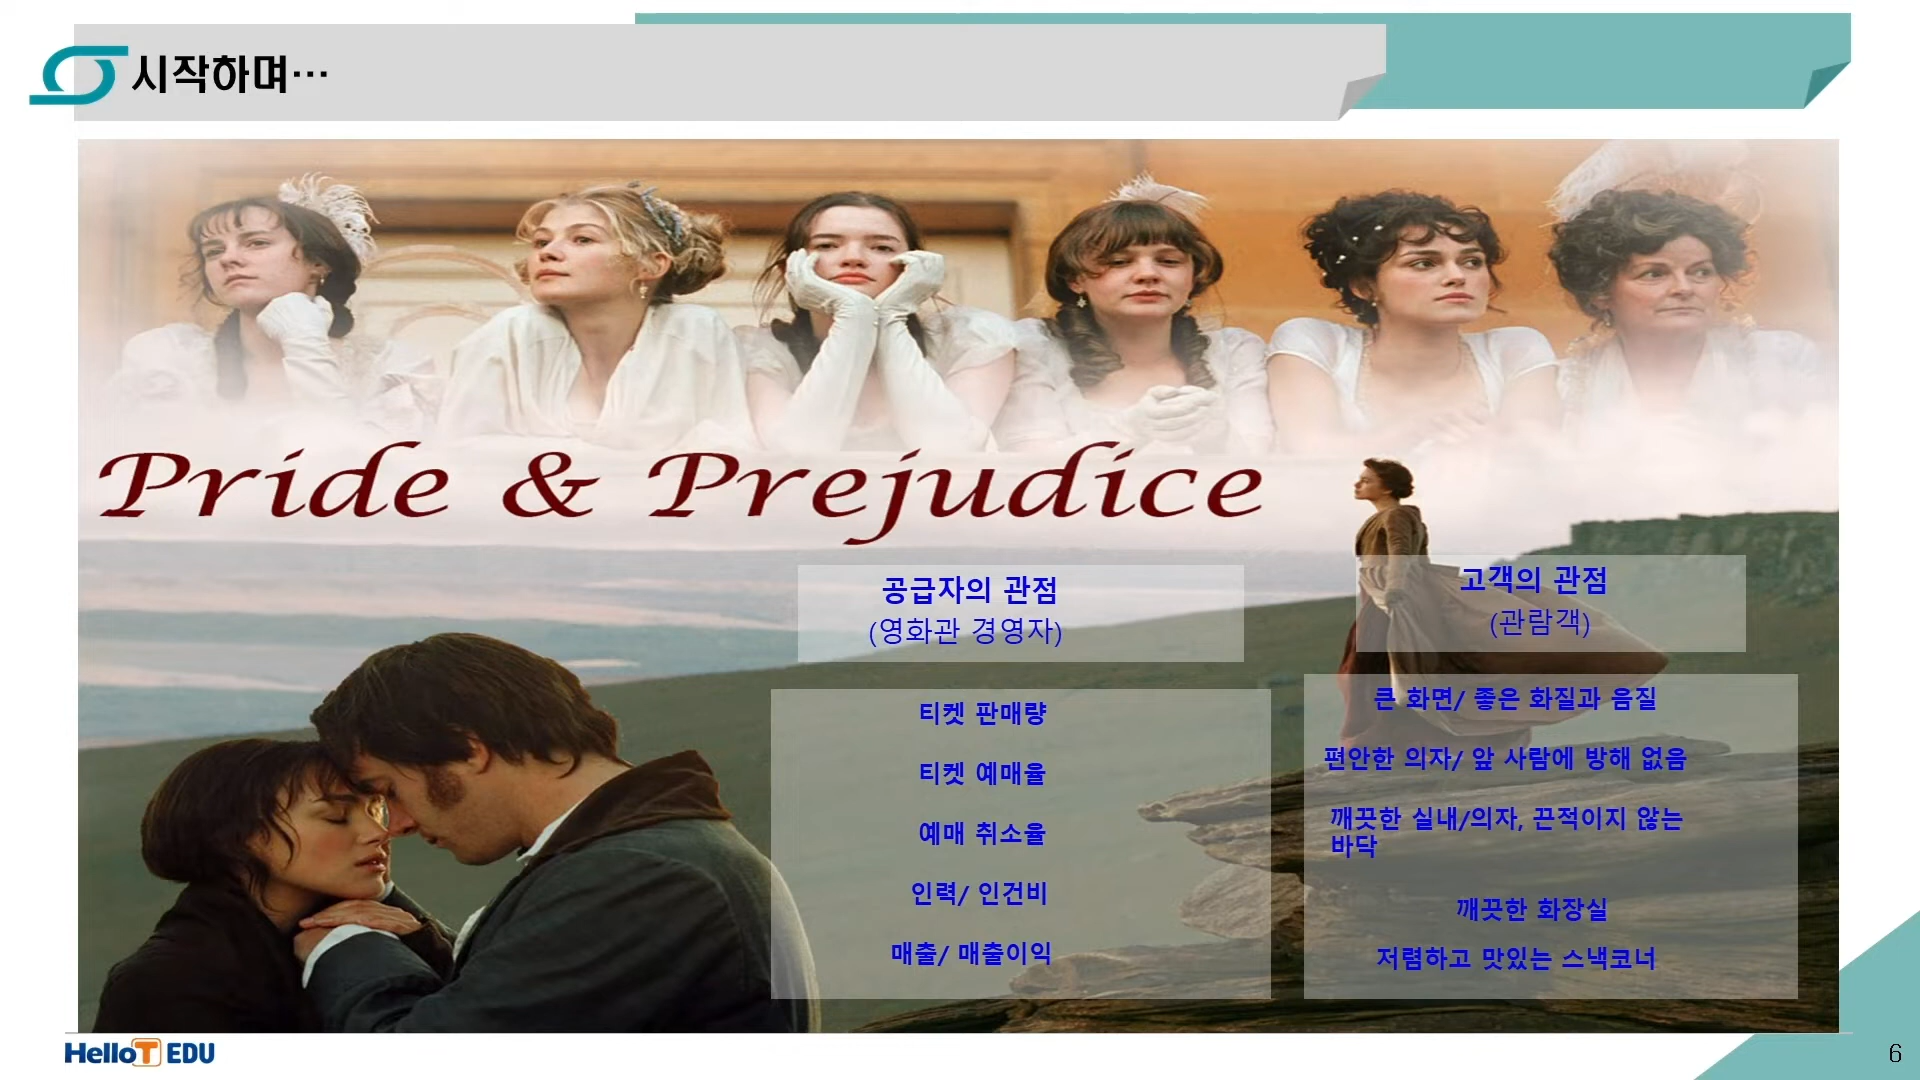 시작하며…
Pride & Prejudice
공급자의 관점
(영화관 경영자)
티켓 판매량
티켓 예매율
예매 취소율
인력/ 인건비
매출/ 매출이익
고객의 관점
(관람객)
큰 화면/ 좋은 화질과 음질
편안한 의자/ 앞 사람에 방해 없음
깨끗한 실내/의자, 끈적이지 않는
바닥
깨끗한 화장실
저렴하고 맛있는 스낵코너
HelloT EDU
6